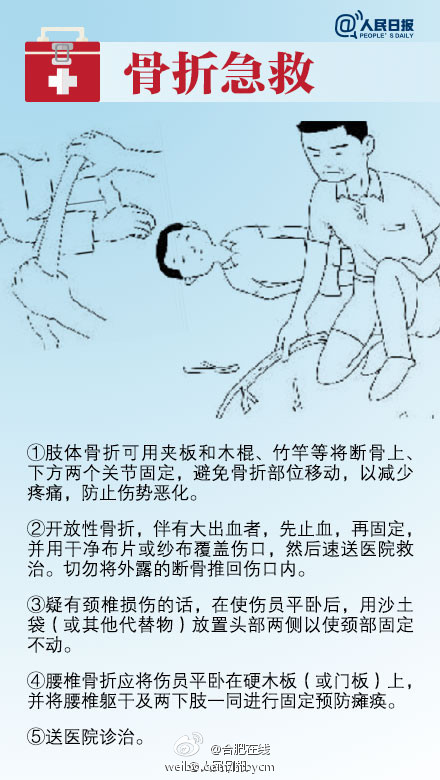 @人民日报
PEOPLE'S DAILY
骨折急救
①肢体骨折可用夹板和木棍、竹竿等将断骨上、
下方两个关节固定，避免骨折部位移动，以减少
疼痛，防止伤势恶化。
②开放性骨折，伴有大出血者，先止血，再固定，
并用干净布片或纱布覆盖伤口，然后速送医院救
治。切勿将外露的断骨推回伤口内。
③疑有颈椎损伤的话，在使伤员平卧后，用沙土
袋（或其他代替物）放置头部两侧以使颈部固定
不动。
④腰椎骨折应将伤员平卧在硬木板（或门板）上，
并将腰椎躯干及两下肢一同进行固定预防瘫痪。
⑤送医院诊治。
@合肥在线
@人民日报